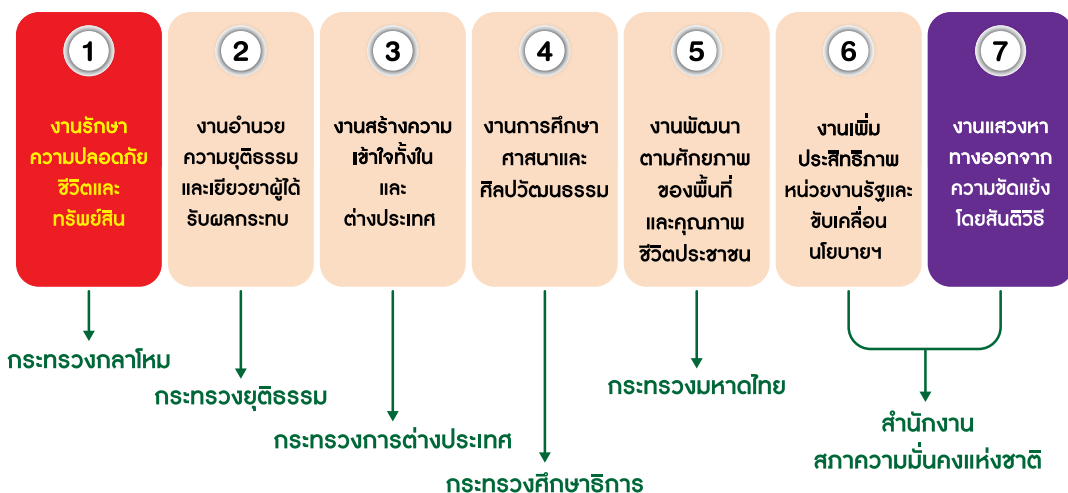 1
งานรักษา
ความปลอดภัย
ชีวิตและ
ทรัพย์สิน
2
งานอำนวย
ความยุติธรรม
และเยียวยาผู้ได้
รับผลกระทบ
3
งานสร้างความ
เข้าใจทั้งใน
และ
ต่างประเทศ
4
งานการศึกษา
ศาสนาและ
ศิลปวัฒนธรรม
5
งานพัฒนา
ตามศักยภาพ
ของพื้นที่
และคุณภาพ
ชีวิตประชาชน
6
งานเพิ่ม
ประสิทธิภาพ
หน่วยงานรัฐและ
ขับเคลื่อน
นโยบายฯ
7
งานแสวงหา
ทางออกจาก
ความขัดแย้ง
โดยสันติวิธี
กระทรวงกลาโหม
กระทรวงยุติธรรม
กระทรวงการต่างประเทศ
กระทรวงศึกษาธิการ
กระทรวงมหาดไทย
สำนักงาน
สภาความมั่นคงแห่งชาติ